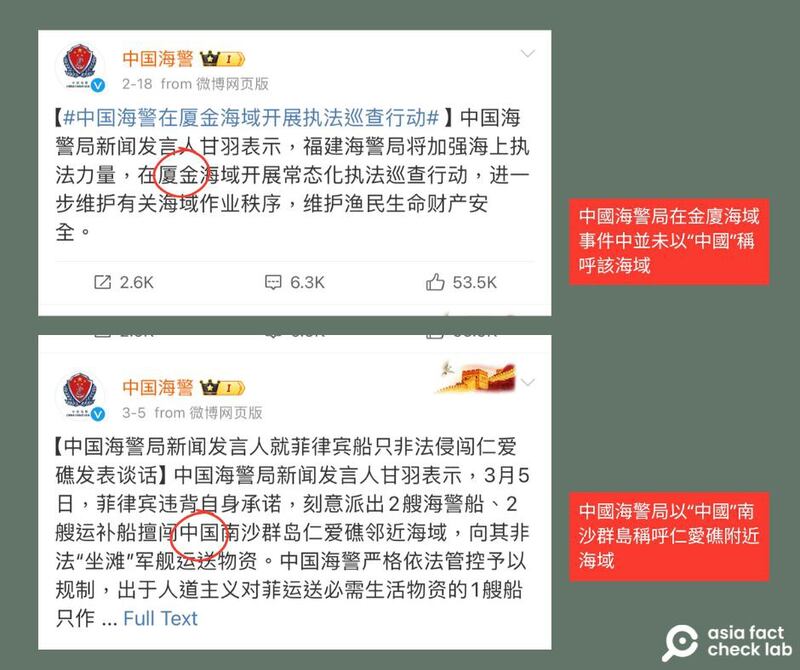 中国海警
2-18 from 微博网页版
【#中国海警在厦金海域开展执法巡查行动# 】中国海
警局新闻发言人甘羽表示，福建海警局将加强海上执
法力量，在厦金海域开展常态化执法巡查行动，进一
步维护有关海域作业秩序，维护渔民生命财产安
全。
2.6K 6.3K 53.5K
中國海警局在金廈海域
事件中並未以“中國”稱
呼該海域
中国海警
3-5 from 微博网页版
【中国海警局新闻发言人就菲律宾船只非法侵闯仁爱
礁发表谈话】中国海警局新闻发言人甘羽表示，3月5
日，菲律宾违背自身承诺，刻意派出2艘海警船、2
艘运补船擅闯中国南沙群岛仁爱礁邻近海域，向其非
法“坐滩”军舰运送物资。中国海警严格依法管控予以
规制，出于人道主义对菲运送必需生活物资的1艘船
只作 ... Full Text
中國海警局以“中國”南
沙群島稱呼仁愛礁附近
海域
asia fact
check lab